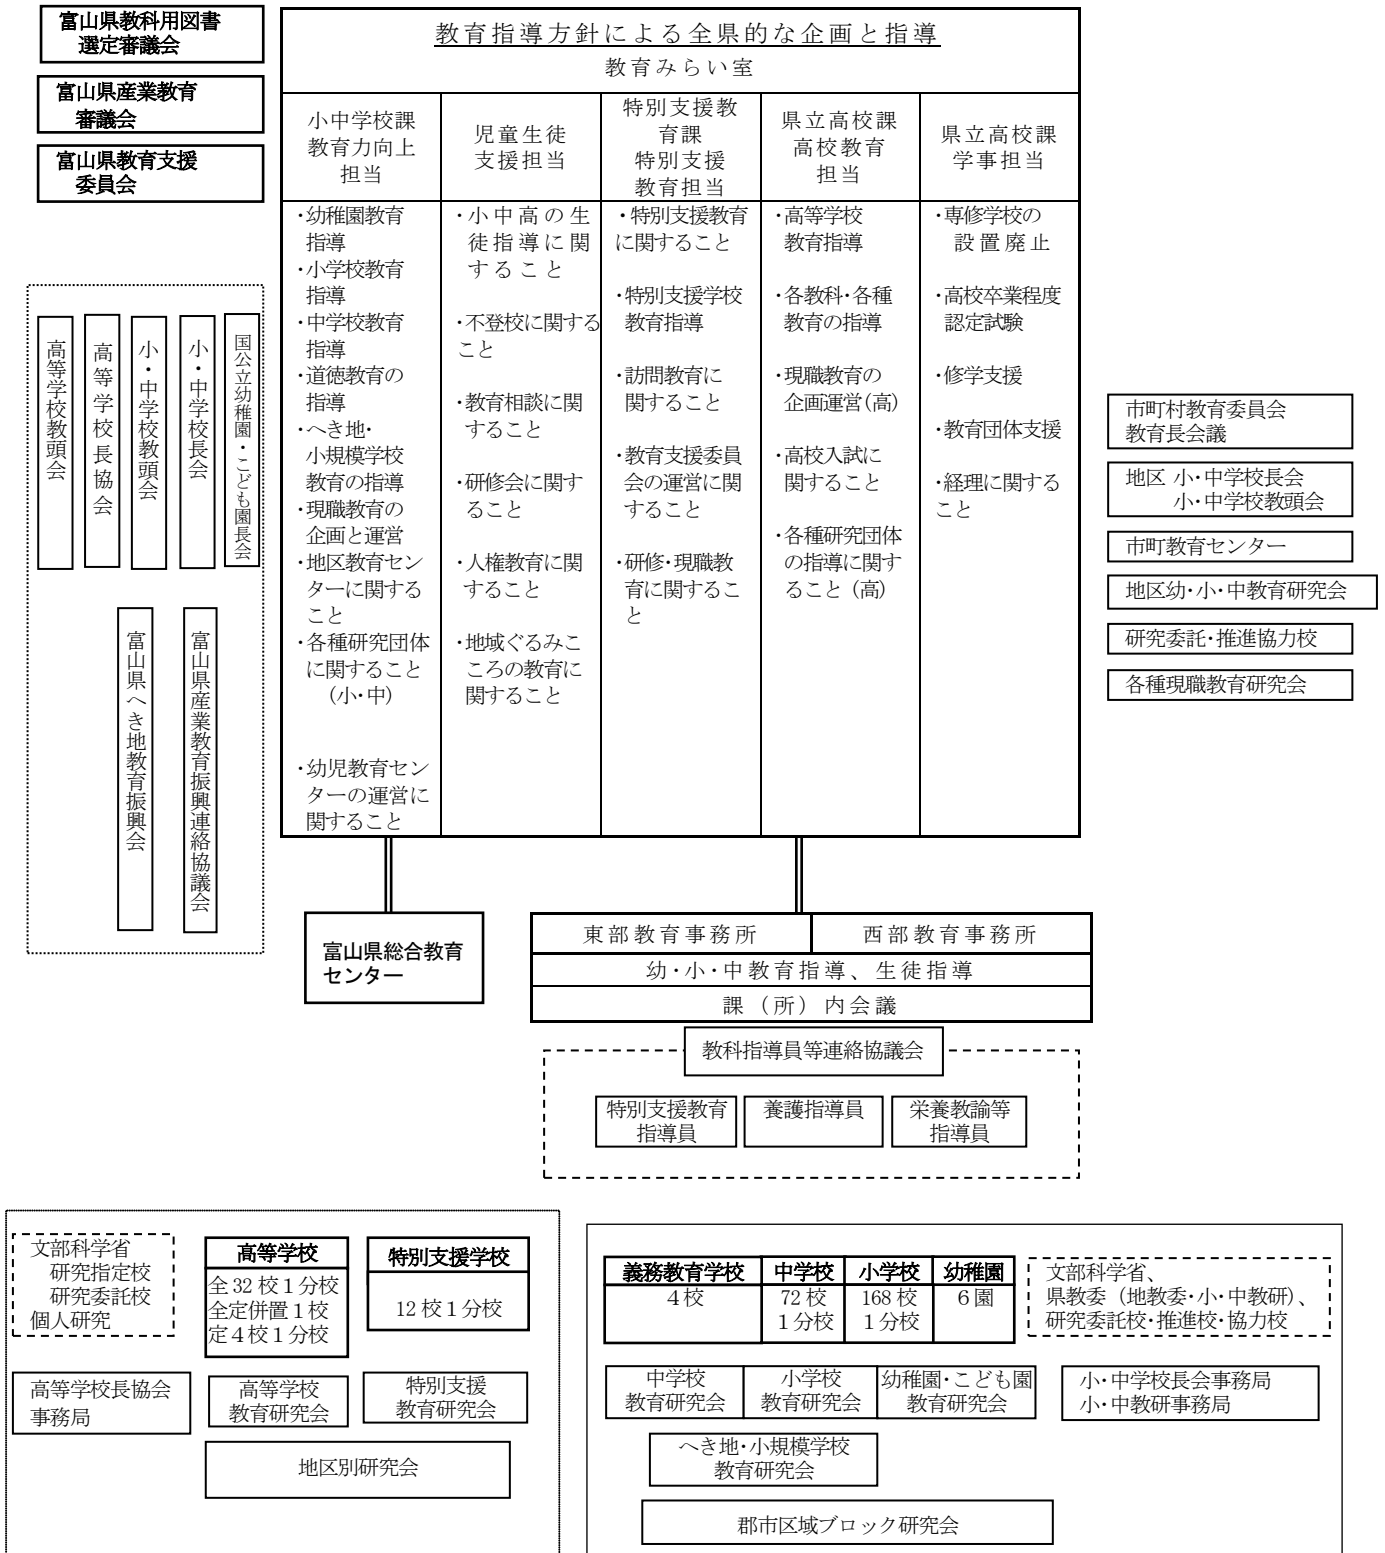 富山県教科用図書
選定審議会
富山県産業教育
審議会
富山県教育支援
委員会
教育指導方針による全県的な企画と指導
教育みらい室
小中学校課
教育力向上
担当
児童生徒
支援担当
特別支援教
育課
特別支援
教育担当
県立高校課
高校教育
担当
県立高校課
学事担当
・幼稚園教育
指導
・小学校教育
指導
・中学校教育
指導
・道徳教育の
指導
・へき地・
小規模学校
教育の指導
・現職教育の
企画と運営
・地区教育セン
ターに関する
こと
・各種研究団体
に関すること
(小・中)
・幼児教育セン
ターの運営に
関すること
・小中高の生
徒指導に関
すること
・不登校に関する
こと
・教育相談に関
すること
・研修会に関す
ること
・人権教育に関
すること
・地域ぐるみこ
ころの教育に
関すること
・特別支援教育
に関すること
・特別支援学校
教育指導
・訪問教育に
関すること
・教育支援委員
会の運営に関
すること
・研修・現職教
育に関するこ
と
・高等学校
教育指導
・各教科・各種
教育の指導
・現職教育の
企画運営(高)
・高校入試に
関すること
・各種研究団体
の指導に関す
ること(高)
・専修学校の
設置廃止
・高校卒業程度
認定試験
・修学支援
・教育団体支援
・経理に関する
こと
高等学校教頭会
高等学校長協会
小・中学校教頭会
小・中学校長会
国公立幼稚園・こども園長会
富山県へき地教育振興会
富山県産業教育振興連絡協議会
市町村教育委員会
教育長会議
地区 小・中学校長会
小・中学校教頭会
市町教育センター
地区幼・小・中教育研究会
研究委託・推進協力校
各種現職教育研究会
富山県総合教育
センター
東部教育事務所
西部教育事務所
幼・小・中教育指導、生徒指導
課(所)内会議
教科指導員等連絡協議会
特別支援教育
指導員
養護指導員
栄養教諭等
指導員
文部科学省
研究指定校
研究委託校
個人研究
高等学校
全32校1分校
全定併置1校
定4校1分校
特別支援学校
12校1分校
高等学校長協会
事務局
高等学校
教育研究会
特別支援
教育研究会
地区別研究会
義務教育学校
4校
中学校
72校
1分校
小学校
168校
1分校
幼稚園
6園
文部科学省、
県教委(地教委・小・中教研)、
研究委託校・推進校・協力校
中学校
教育研究会
小学校
教育研究会
幼稚園・こども園
教育研究会
小・中学校長会事務局
小・中教研事務局
へき地・小規模学校
教育研究会
郡市区域ブロック研究会